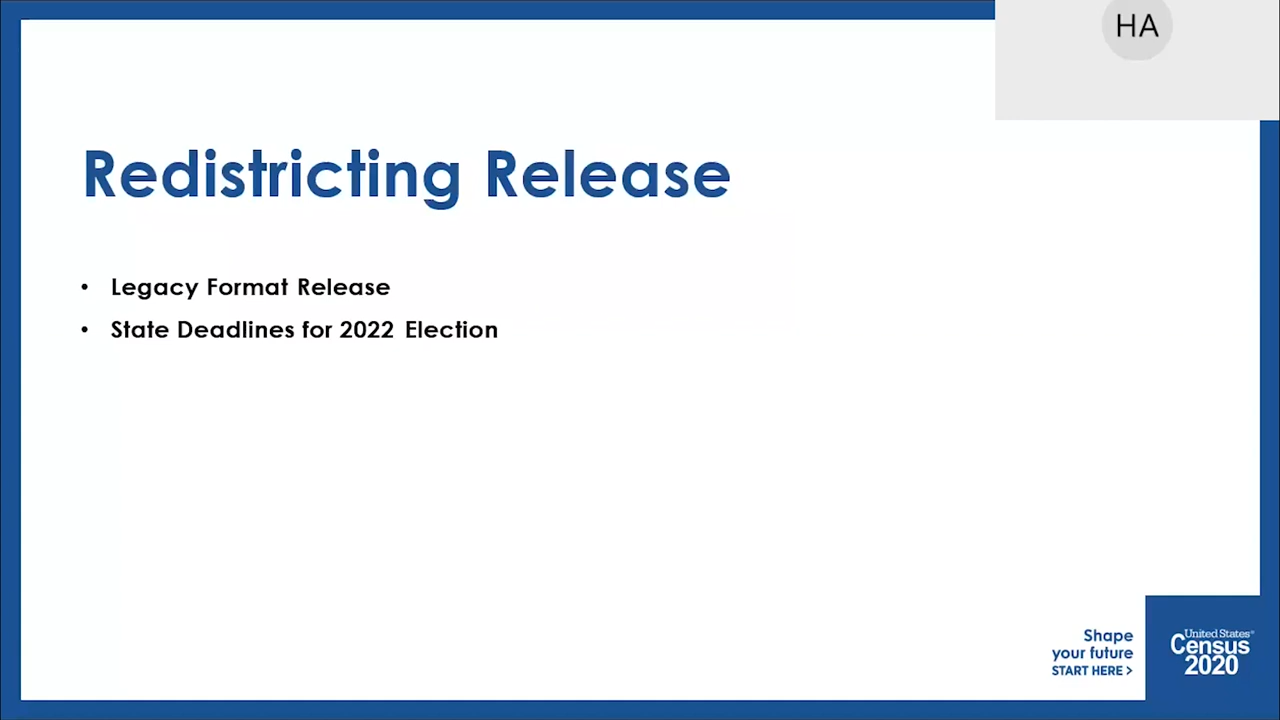 HA
Redistricting Release
• Legacy Format Release
• State Deadlines for 2022 Election
Shape
your future
START HERE >
United States®
Census
2020